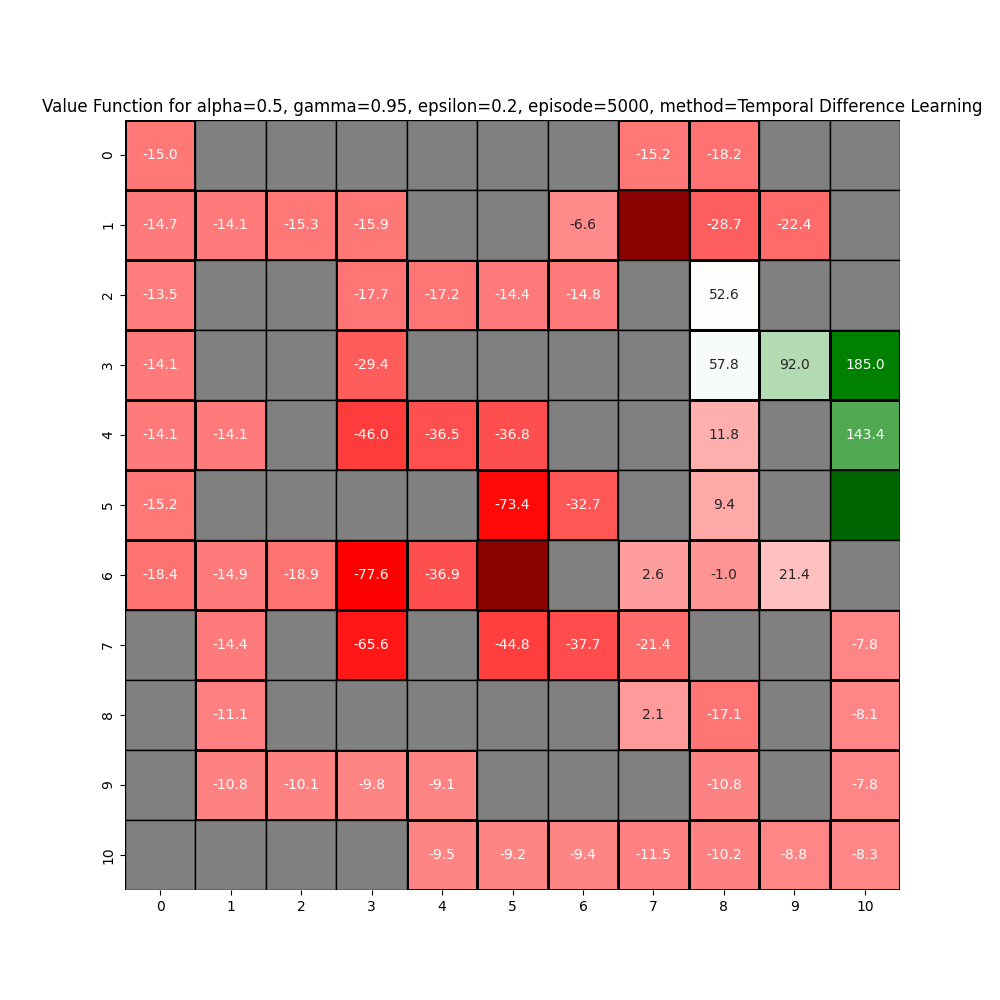 Value Function for alpha=0.5, gamma=0.95, epsilon=0.2, episode=5000, method=Temporal Difference Learning
0 -15.0 -15.2 -18.2
1 -14.7 -14.1 -15.3 -15.9 -6.6 -28.7 -22.4
2 -13.5 -17.7 -17.2 -14.4 -14.8 52.6
3 -14.1 -29.4 57.8 92.0 185.0
4 -14.1 -14.1 -46.0 -36.5 -36.8 11.8 143.4
5 -15.2 -73.4 -32.7 9.4
6 -18.4 -14.9 -18.9 -77.6 -36.9 2.6 -1.0 21.4
7 -14.4 -65.6 -44.8 -37.7 -21.4 -7.8
8 -11.1 2.1 -17.1 -8.1
9 -10.8 -10.1 -9.8 -9.1 -10.8 -7.8
10 -9.5 -9.2 -9.4 -11.5 -10.2 -8.8 -8.3
0 1 2 3 4 5 6 7 8 9 10